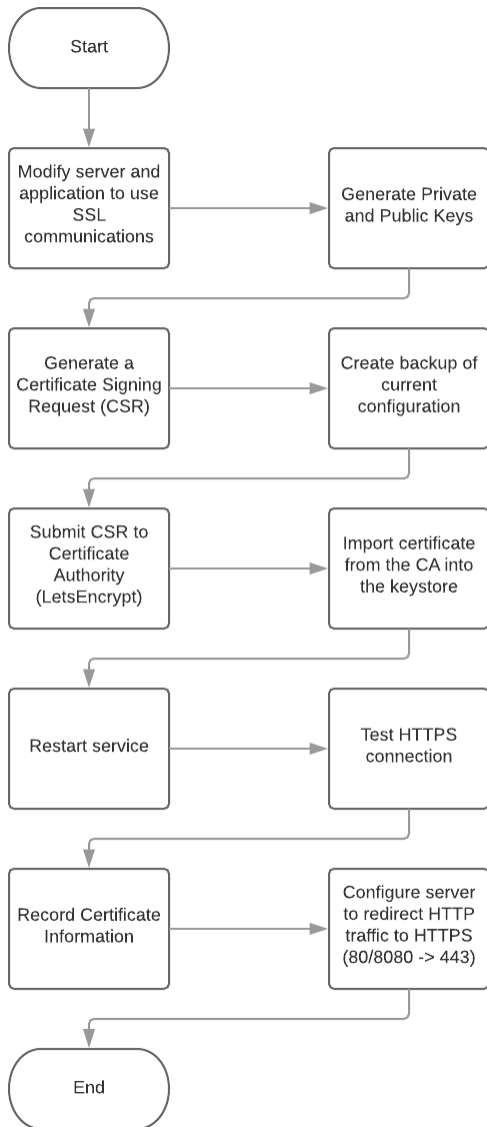 Start
Modify server and
application to use
SSL
communications
Generate Private
and Public Keys
Generate a
Certificate Signing
Request (CSR)
Create backup of
current
configuration
Submit CSR to
Certificate
Authority
(LetsEncrypt)
Import certificate
from the CA into
the keystore
Restart service
Test HTTPS
connection
Record Certificate
Information
Configure server
to redirect HTTP
traffic to HTTPS
(80/8080 -> 443)
End